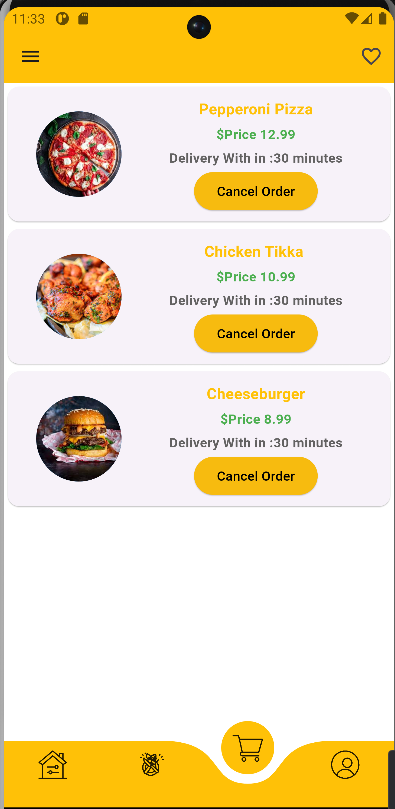 11:33
Pepperoni Pizza
$Price 12.99
Delivery With in :30 minutes
Cancel Order
Chicken Tikka
$Price 10.99
Delivery With in :30 minutes
Cancel Order
Cheeseburger
$Price 8.99
Delivery With in :30 minutes
Cancel Order